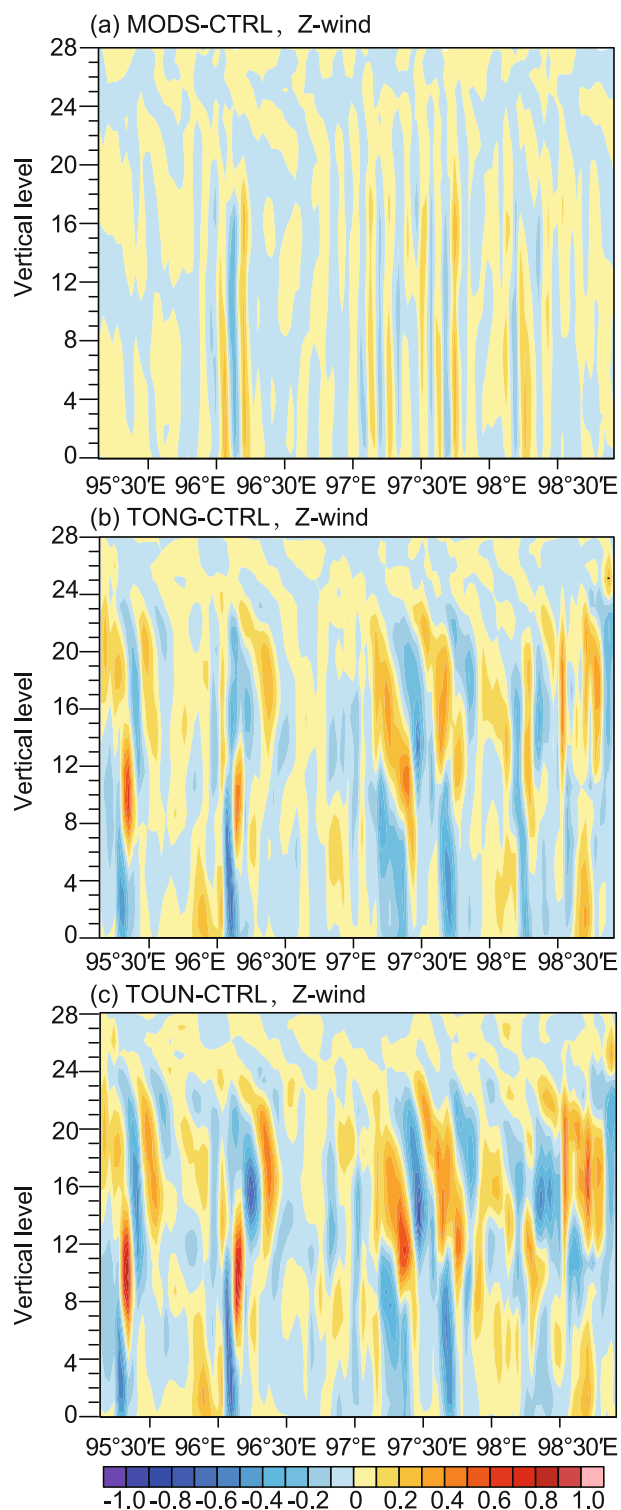 (a) MODS-CTRL, Z-wind
28
24
20
16
12
8
4
0
Vertical level
95°30′E 96°E 96°30′E 97°E 97°30′E 98°E 98°30′E
(b) TONG-CTRL, Z-wind
28
24
20
16
12
8
4
0
Vertical level
95°30′E 96°E 96°30′E 97°E 97°30′E 98°E 98°30′E
(c) TOUN-CTRL, Z-wind
28
24
20
16
12
8
4
0
Vertical level
95°30′E 96°E 96°30′E 97°E 97°30′E 98°E 98°30′E
-1.0 -0.8 -0.6 -0.4 -0.2 0 0.2 0.4 0.6 0.8 1.0